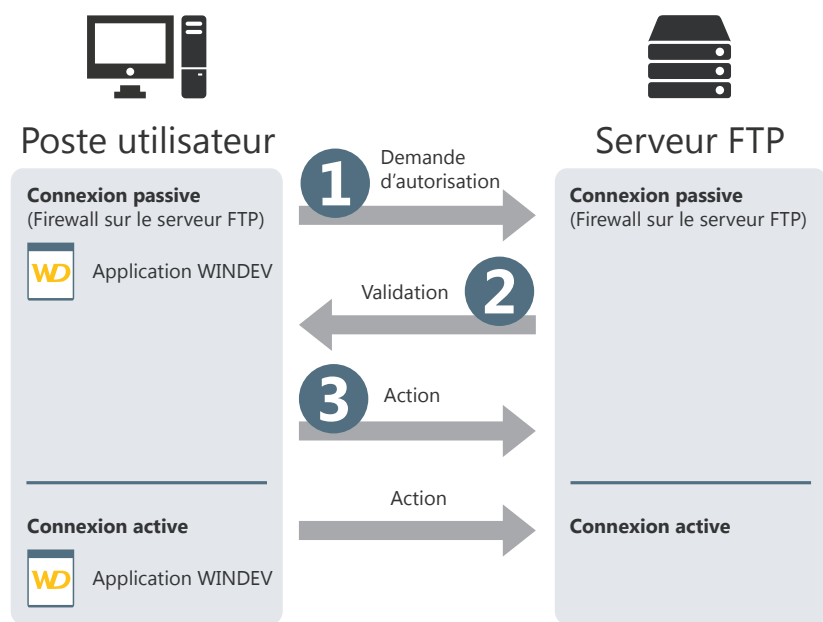 Poste utilisateur
Serveur FTP
Connexion passive
(Firewall sur le serveur FTP)
WD
Application WINDEV
1
Demande
d'autorisation
Validation
2
3
Action
Connexion passive
(Firewall sur le serveur FTP)
Connexion active
WD
Application WINDEV
Action
Connexion active